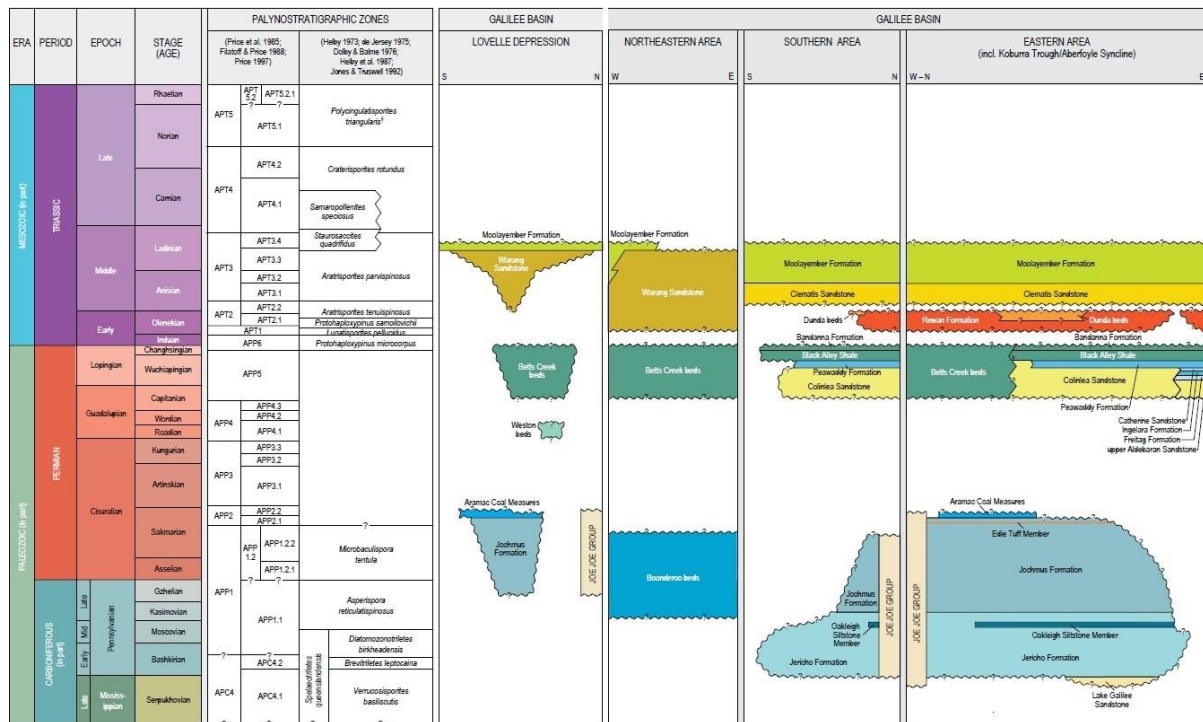 PALYNOSTRATIGRAPHIC ZONES
GALILEE BASIN
GALILEE BASIN
ERA
PERIOD
EPOCH
STAGE
(AGE)
(Price et al. 1985;
Filatoff & Price 1988;
Price 1997)
(Helby 1973; de Jersey 1975;
Dolby & Balme 1976;
Helby et al. 1987;
Jones & Truswell 1992)
LOVELLE DEPRESSION
S
N
NORTHEASTERN AREA
W
E
SOUTHERN AREA
S
N
EASTERN AREA
(incl. Koburra Trough/Aberfoyle Syncline)
W – N
E
MESOZOIC (in part)
PALEOZOIC (in part)
TRIASSIC
PERMIAN
CARBONIFEROUS
(in part)
Late
Middle
Early
Lopingian
Guadalupian
Cisuralian
Late
Mid
Early
Pennsylvanian
Late
Mississ-
ippian
Rhaetian
Norian
Carnian
Ladinian
Anisian
Olenekian
Induan
Changhsingian
Wuchiapingian
Capitanian
Wordian
Roadian
Kungurian
Artinskian
Sakmarian
Asselian
Gzhelian
Kasimovian
Moscovian
Bashkirian
Serpukhovian
APT5
APT
5.2
APT5.2.1
?
?
APT5.1
APT4
APT4.2
APT4.1
APT3
APT3.4
APT3.3
APT3.2
APT3.1
APT2
APT2.2
APT2.1
APT1
APP6
APP5
APP4
APP4.3
APP4.2
APP4.1
APP3
APP3.3
APP3.2
APP3.1
APP2
APP2.2
APP2.1
APP1
APP
1.2
APP1.2.2
APP1.2.1
?
?
APP1.1
APC4
APC4.2
APC4.1
?
?
?
?
Polycingulatisporites
triangularis†
Craterisporites rotundus
Samaropollenites
speciosus
Staurosaccites
quadrifidus
Aratrisporites parvispinosus
Aratrisporites tenuispinosus
Protohaploxypinus samoilovichii
Lunatisporites pellucidus
Protohaploxypinus microcorpus
?
Microbaculispora
tentula
?
Asperispora
reticulatispinosus
Spelaeotriletes
queenslandensis
Diatomozonotriletes
birkheadensis
Brevitriletes leptocaina
Verrucosisporites
basiliscutis
Moolayember Formation
Warang
Sandstone
Betts Creek
beds
Weston
beds
Aramac Coal Measures
Jochmus
Formation
JOE JOE GROUP
Moolayember Formation
Warang Sandstone
Betts Creek beds
Boonderoo beds
Moolayember Formation
Clematis Sandstone
Dunda beds
Bandanna Formation
Black Alley Shale
Peawaddy Formation
Colinlea Sandstone
Jochmus
Formation
Oakleigh
Siltstone
Member
Jericho Formation
JOE JOE GROUP
Moolayember Formation
Clematis Sandstone
Rewan Formation
Dunda beds
Bandanna Formation
Betts Creek beds
Black Alley Shale
Colinlea Sandstone
Peawaddy Formation
Catherine Sandstone
Ingelara Formation
Freitag Formation
upper Aldebaran Sandstone
Aramac Coal Measures
Edie Tuff Member
Jochmus Formation
JOE JOE GROUP
Oakleigh Siltstone Member
Jericho Formation
Lake Galilee
Sandstone